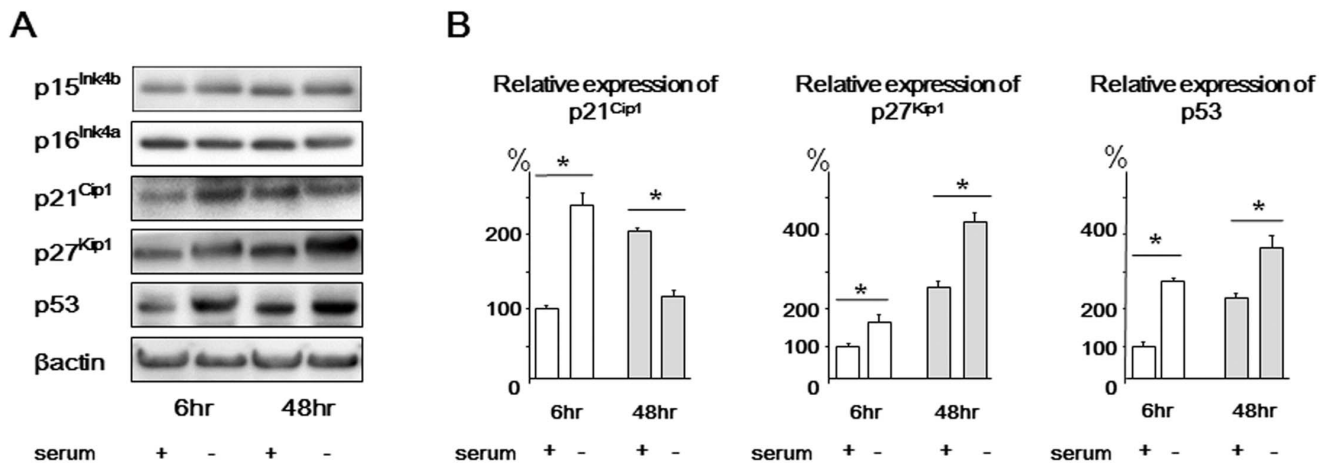 A
p15Ink4b
p16Ink4a
p21Cip1
p27Kip1
p53
βactin
6hr 48hr
serum + - + -
B
Relative expression of
p21Cip1
%
200
100
0
6hr 48hr
serum + - + -
*
*
Relative expression of
p27Kip1
%
400
200
100
0
6hr 48hr
serum + - + -
*
*
Relative expression of
p53
%
400
200
100
0
6hr 48hr
serum + - + -
*
*